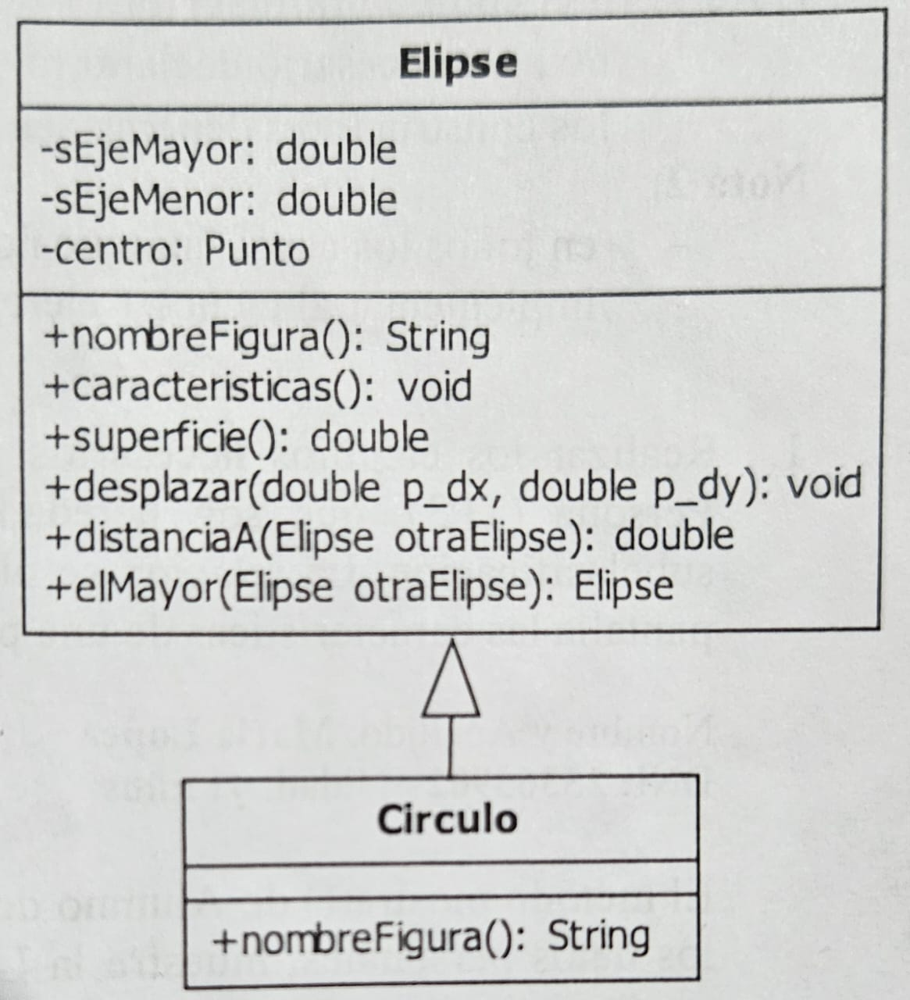 Elipse
-sEjeMayor: double
-sEjeMenor: double
-centro: Punto
+nombreFigura(): String
+caracteristicas(): void
+superficie(): double
+desplazar(double p_dx, double p_dy): void
+distanciaA(Elipse otraElipse): double
+elMayor(Elipse otraElipse): Elipse
Circulo
+nombreFigura(): String